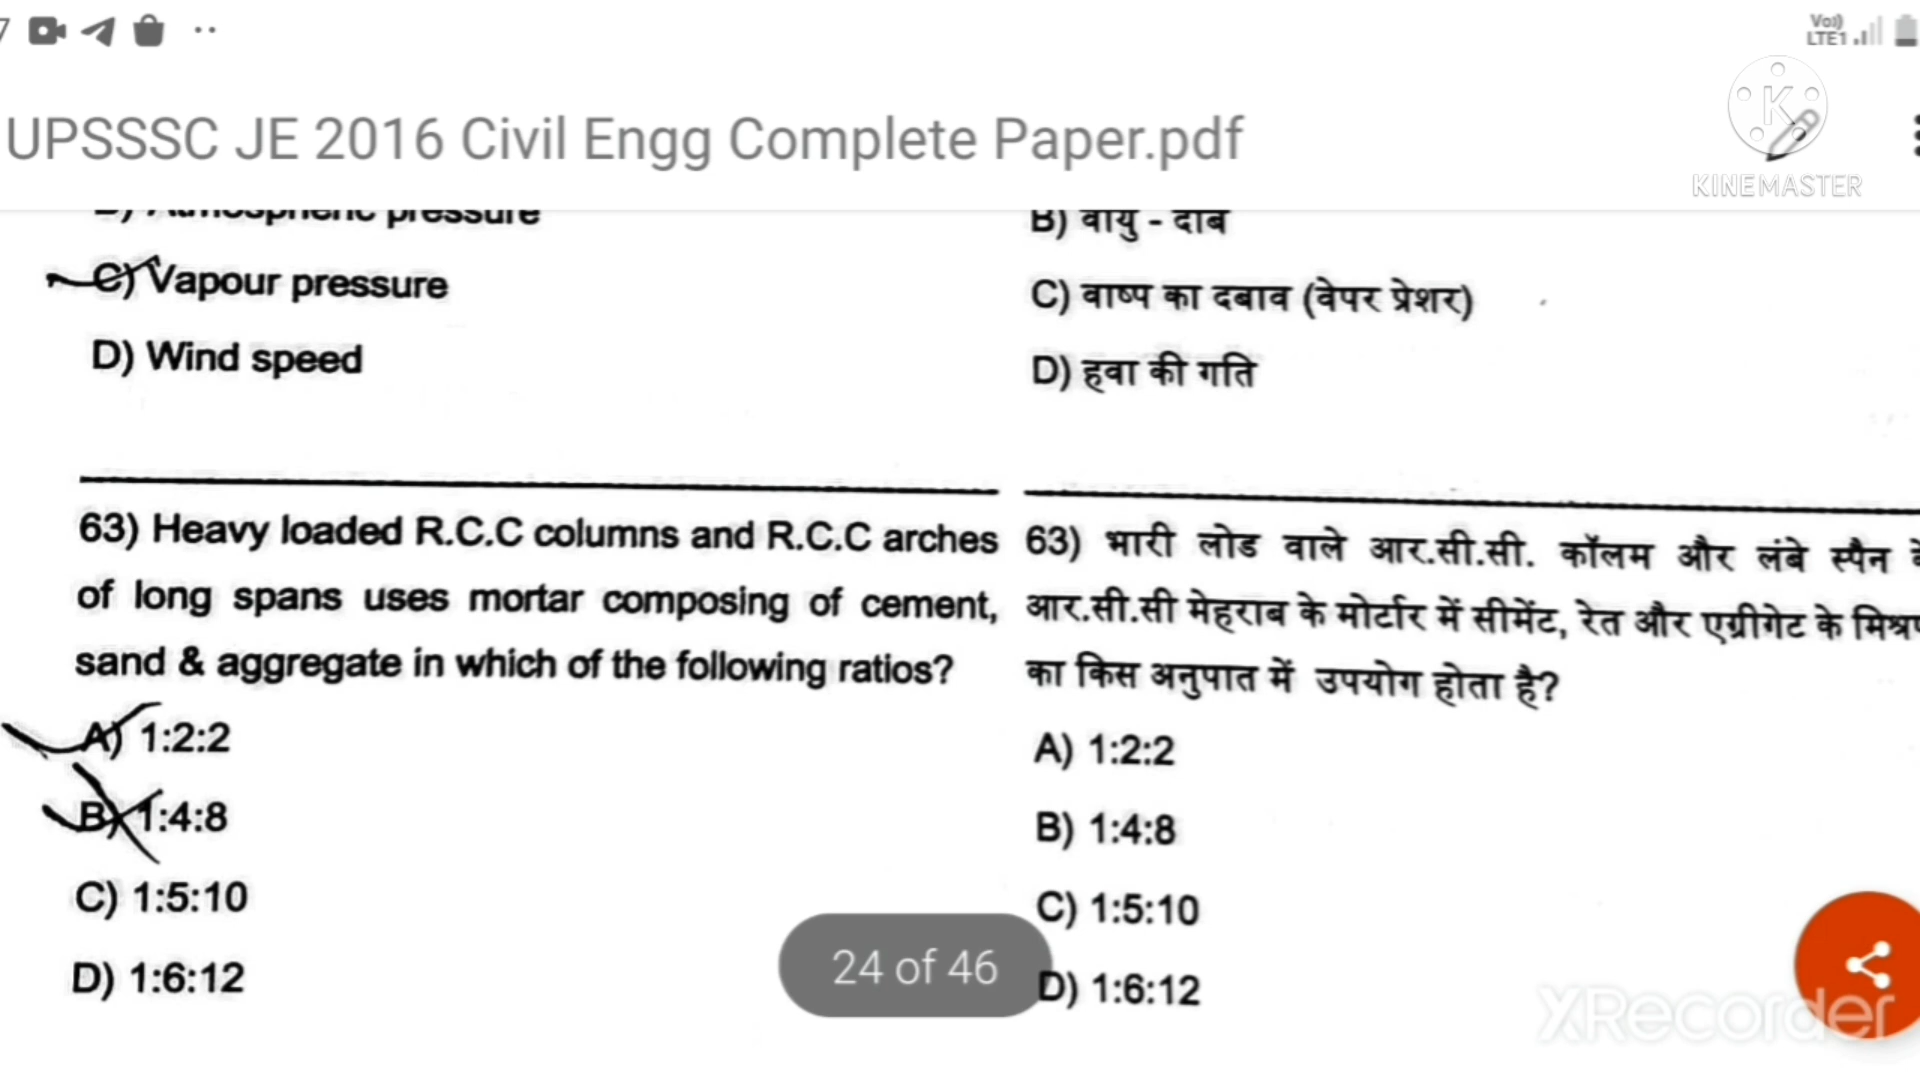 Vo))
LTE1
UPSSSC JE 2016 Civil Engg Complete Paper.pdf
KINEMASTER
B) Atmospheric pressure
C) Vapour pressure
D) Wind speed
B) वायु - दाब
C) वाष्प का दबाव (वेपर प्रेशर)
D) हवा की गति
63) Heavy loaded R.C.C columns and R.C.C arches
of long spans uses mortar composing of cement,
sand & aggregate in which of the following ratios?
A) 1:2:2
B) 1:4:8
C) 1:5:10
D) 1:6:12
63) भारी लोड वाले आर.सी.सी. कॉलम और लंबे स्पैन
आर.सी.सी मेहराब के मोर्टार में सीमेंट, रेत और एग्रीगेट के
का किस अनुपात में उपयोग होता है?
A) 1:2:2
B) 1:4:8
C) 1:5:10
D) 1:6:12
24 of 46
XRecorder